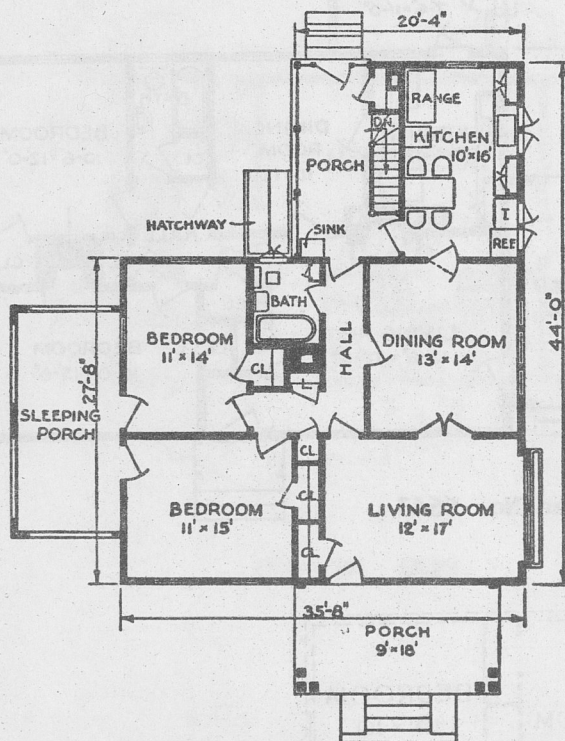 20'-4"
RANGE
DN.
KITCHEN
10'×16'
PORCH
HATCHWAY
SINK
T
REF
BATH
BEDROOM
11'×14'
CL
HALL
DINING ROOM
13'×14'
44'-0"
27'-8"
SLEEPING
PORCH
L
CL
CL
BEDROOM
11'×15'
LIVING ROOM
12'×17'
CL
35'-8"
PORCH
9'×18'